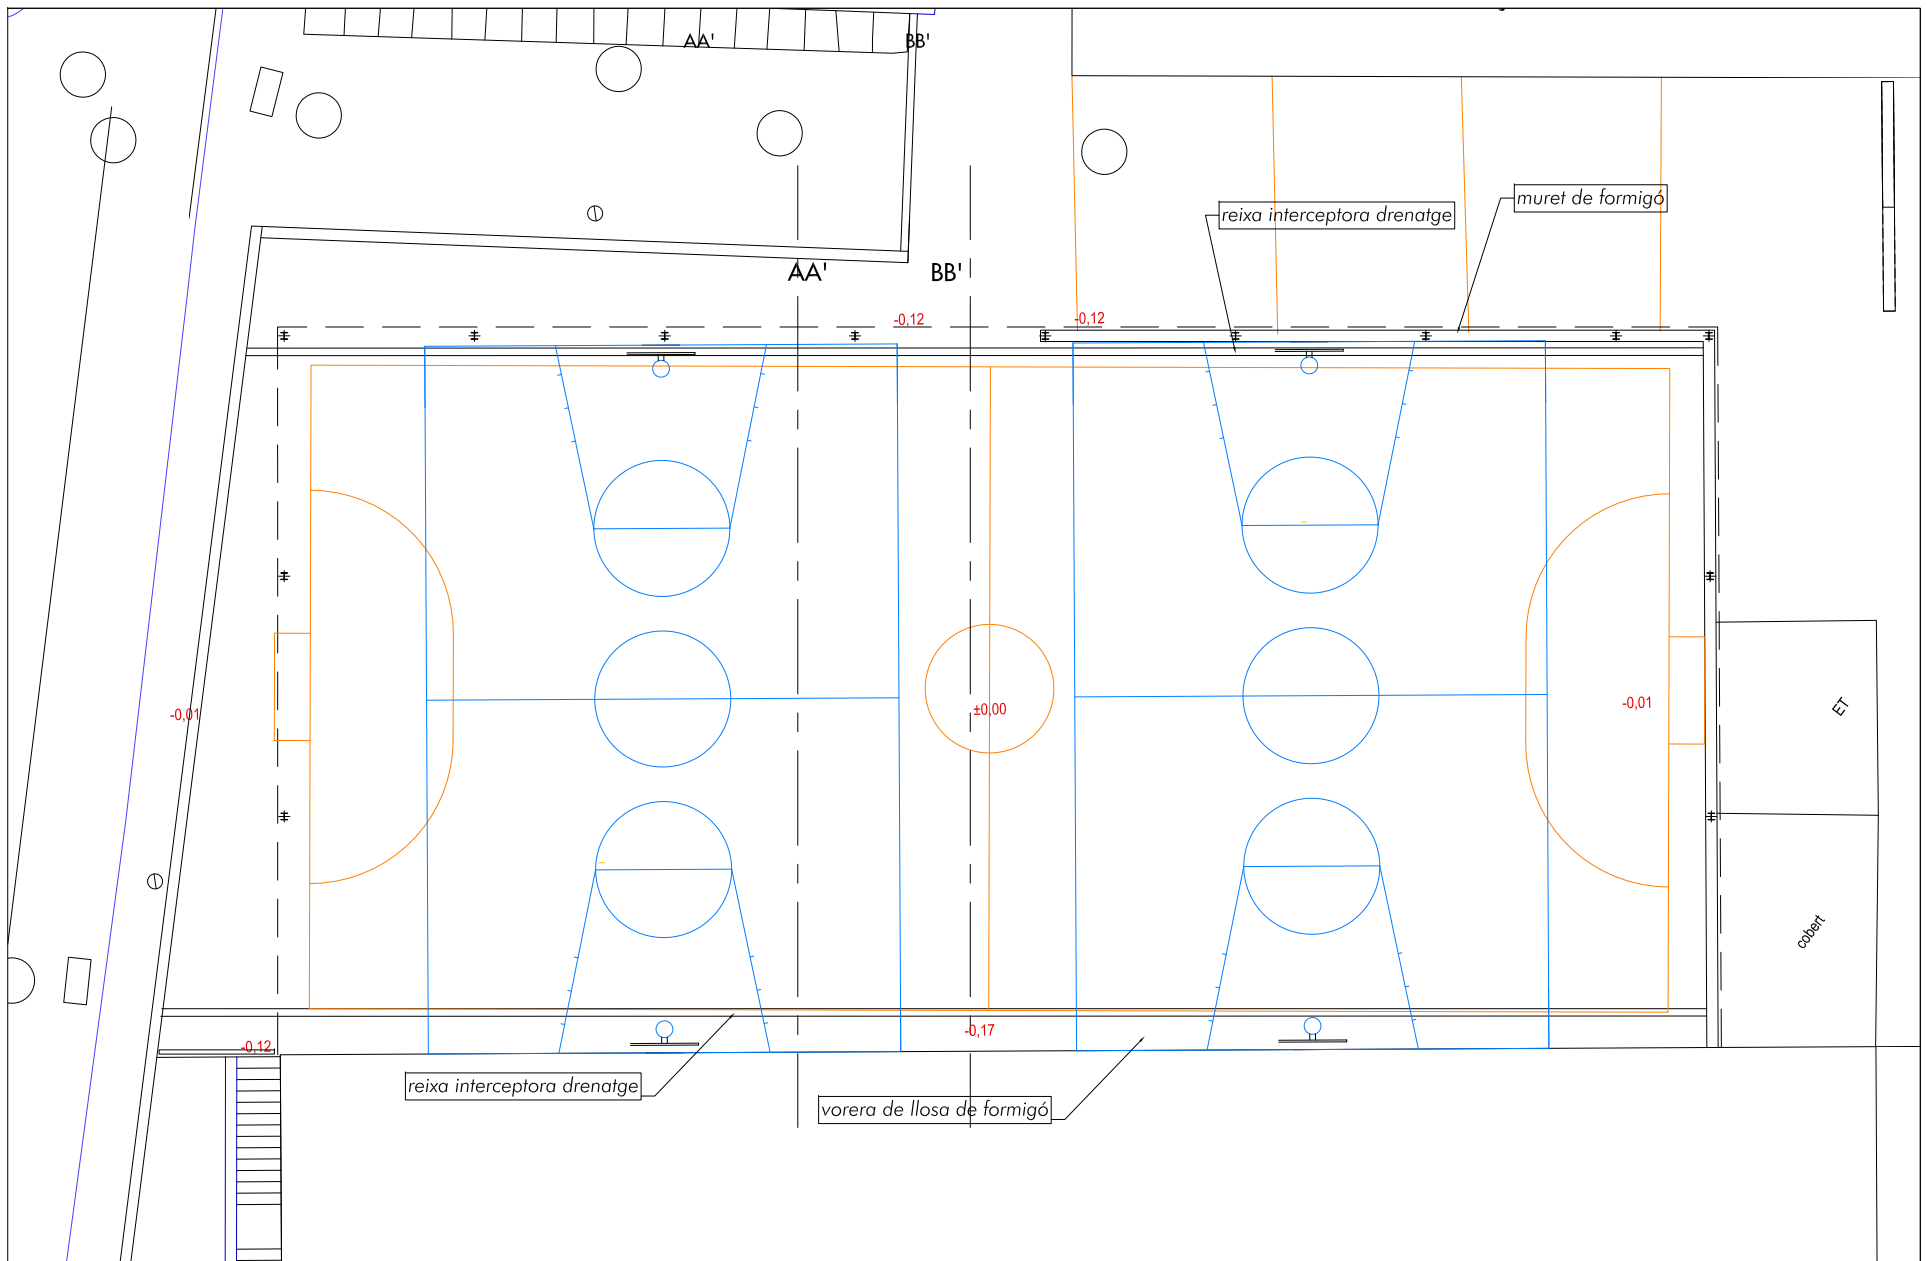 AA'
BB'
muret de formigó
reixa interceptora drenatge
AA'
BB'
-0,12
-0,12
-0,01
±0,00
-0,01
ET
cobert
-0,17
-0,12
reixa interceptora drenatge
vorera de llosa de formigó